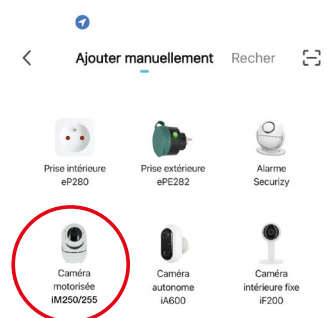 Ajouter manuellement Recher
Prise intérieure Prise extérieure Alarme
eP280 ePE282 Securizy
Caméra Caméra Caméra
motorisée autonome intérieure fixe
iM250/255 iA600 iF200